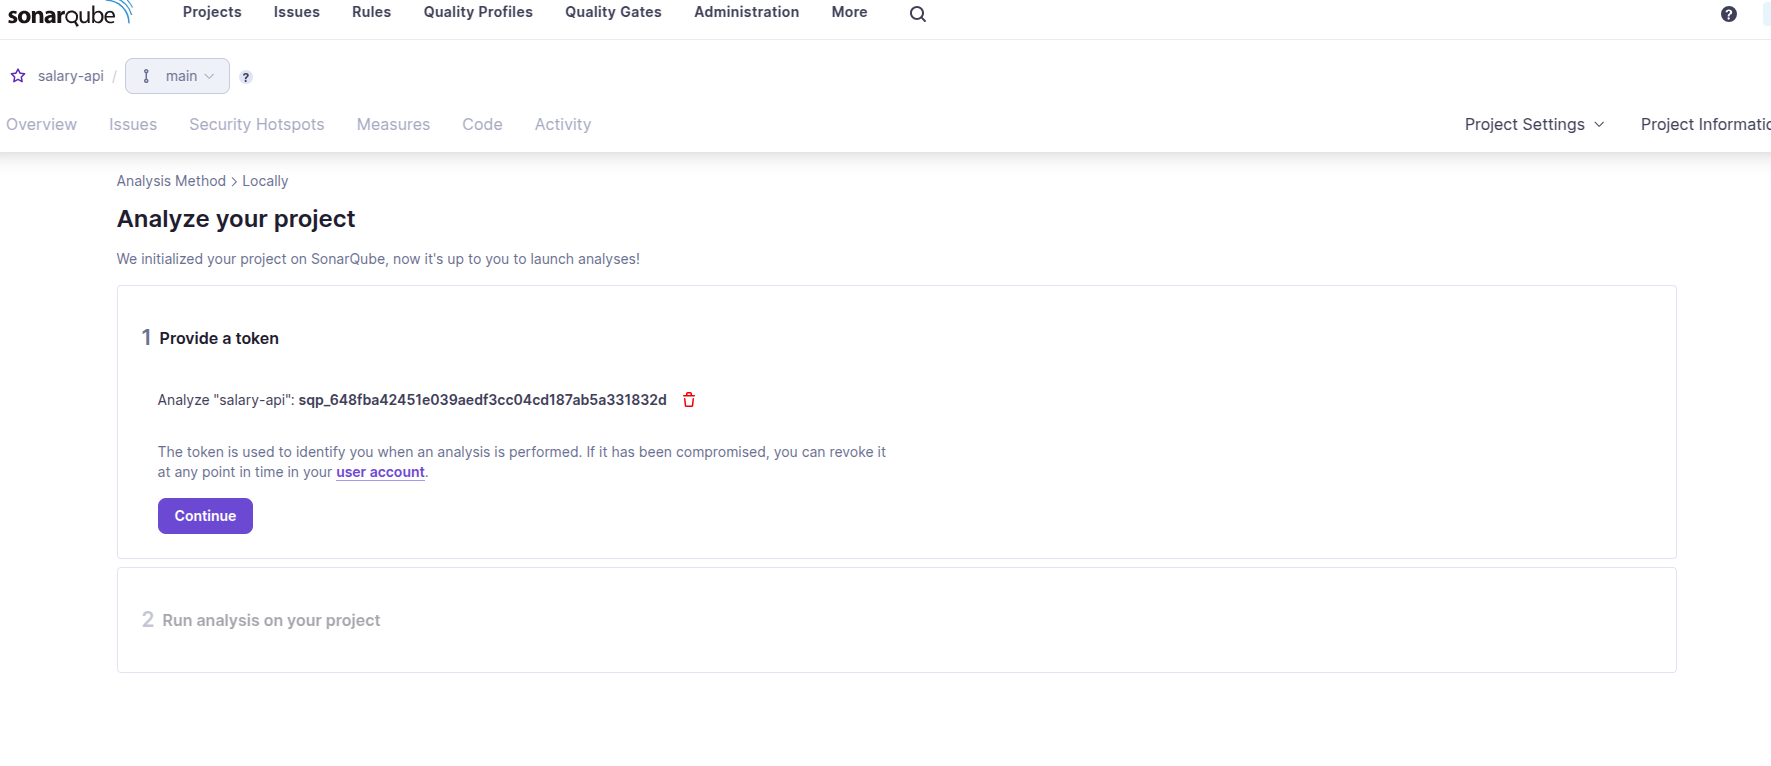 sonarqube Projects Issues Rules Quality Profiles Quality Gates Administration More ?
salary-api / main ?
Overview Issues Security Hotspots Measures Code Activity Project Settings Project Informatio
Analysis Method > Locally
Analyze your project
We initialized your project on SonarQube, now it's up to you to launch analyses!
1 Provide a token
Analyze "salary-api": sqp_648fba42451e039aedf3cc04cd187ab5a331832d
The token is used to identify you when an analysis is performed. If it has been compromised, you can revoke it
at any point in time in your user account.
Continue
2 Run analysis on your project